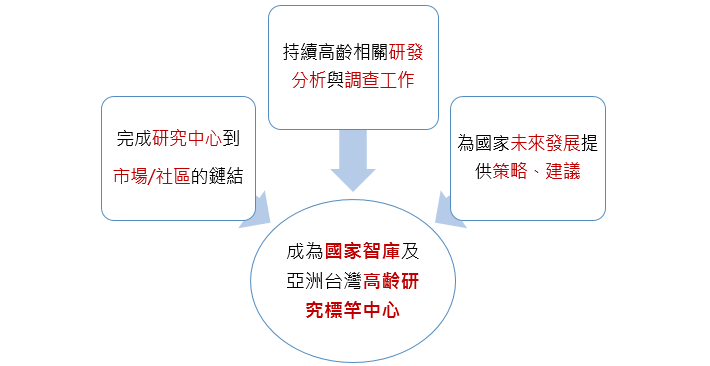 持續高齡相關研發
分析與調查工作
完成研究中心到
市場/社區的鏈結
為國家未來發展提
供策略、建議
成為國家智庫及
亞洲台灣高齡研
究標竿中心